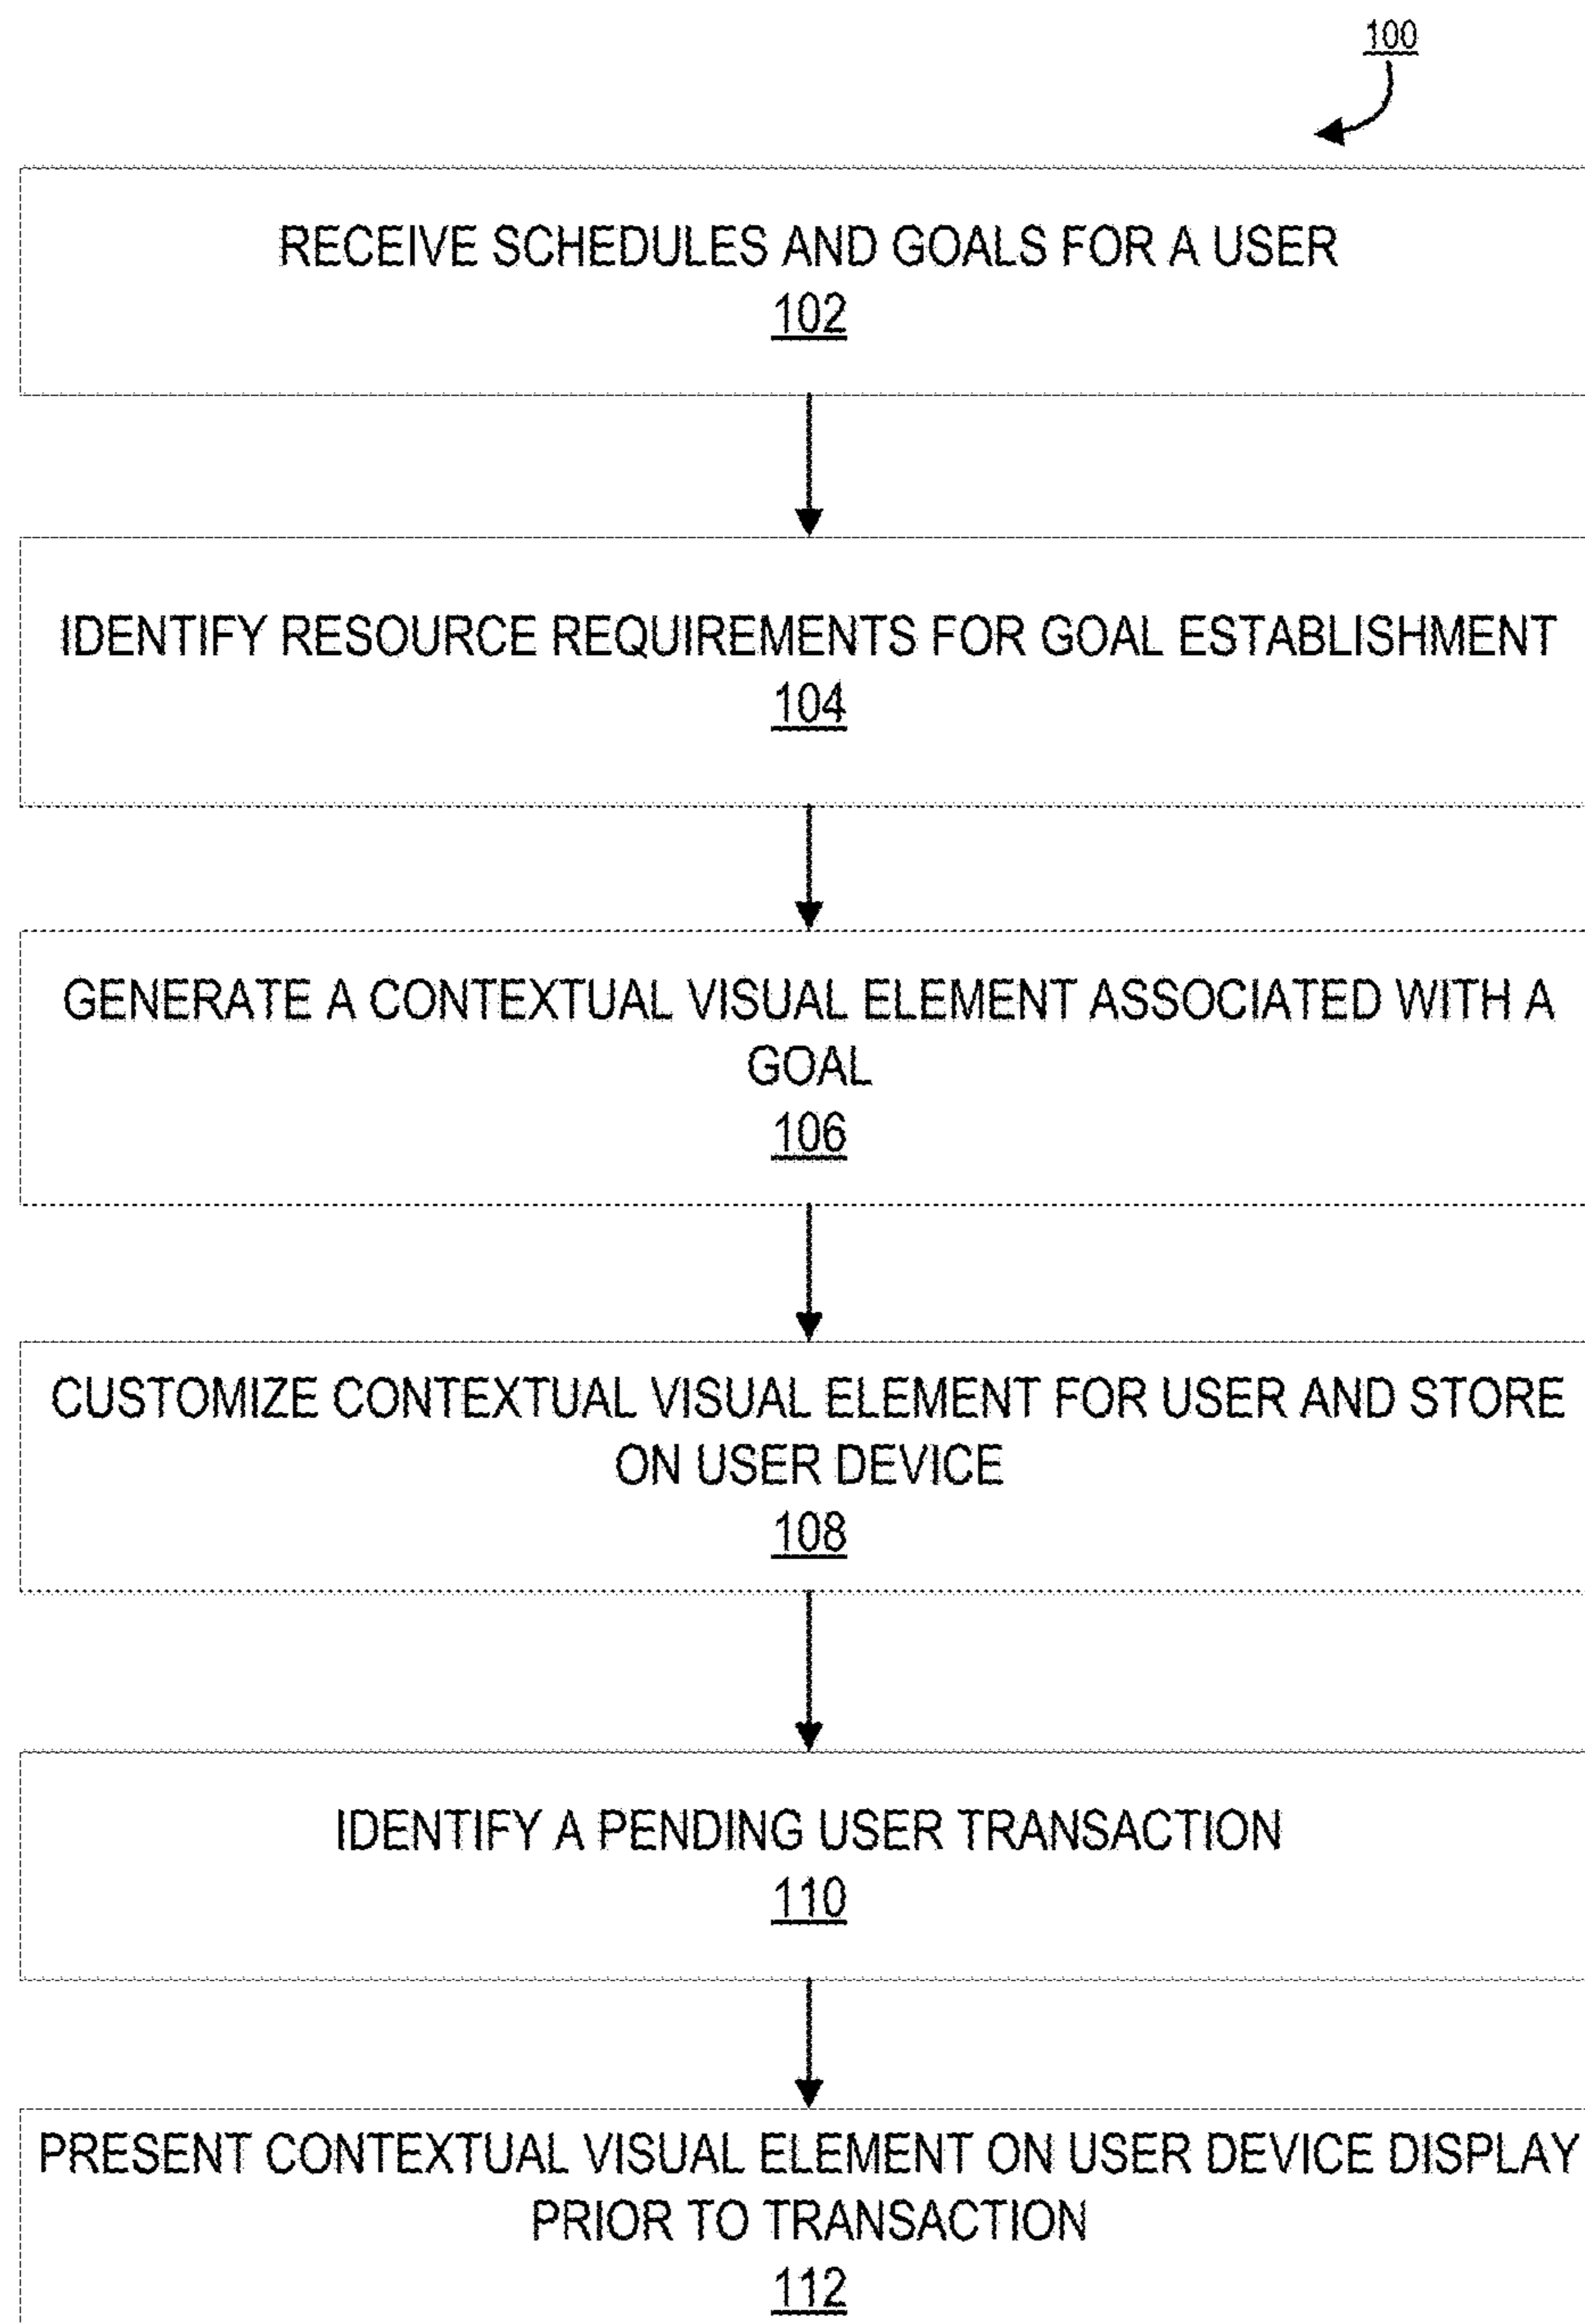 100
RECEIVE SCHEDULES AND GOALS FOR A USER
102
IDENTIFY RESOURCE REQUIREMENTS FOR GOAL ESTABLISHMENT
104
GENERATE A CONTEXTUAL VISUAL ELEMENT ASSOCIATED WITH A
GOAL
106
CUSTOMIZE CONTEXTUAL VISUAL ELEMENT FOR USER AND STORE
ON USER DEVICE
108
IDENTIFY A PENDING USER TRANSACTION
110
PRESENT CONTEXTUAL VISUAL ELEMENT ON USER DEVICE DISPLAY
PRIOR TO TRANSACTION
112